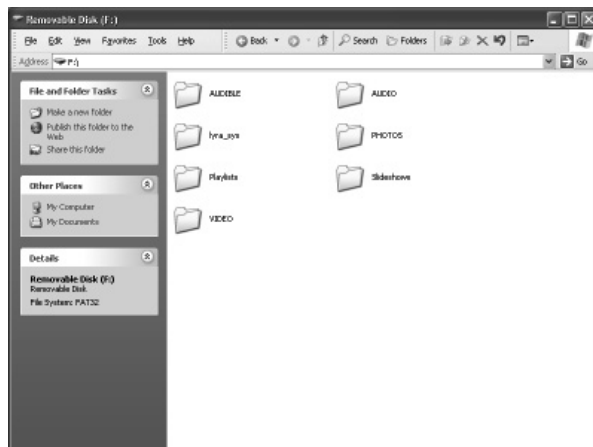 Removable Disk (F:)
File Edit View Favorites Tools Help
Back Search Folders
Address F:\ Go
File and Folder Tasks
Make a new folder
Publish this folder to the
Web
Share this folder
Other Places
My Computer
My Documents
Details
Removable Disk (F:)
Removable Disk
File System: FAT32
AUDIBLE AUDIO
lyra_sys PHOTOS
Playlists Slideshows
VIDEO